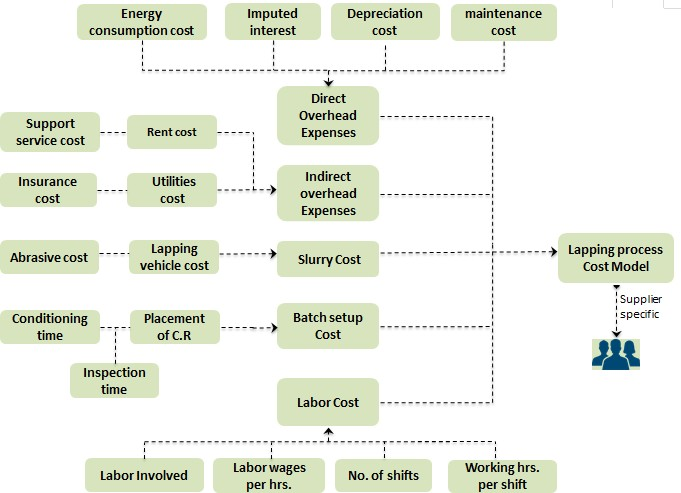 Energy
consumption cost
Imputed
interest
Depreciation
cost
maintenance
cost
Direct
Overhead
Expenses
Support
service cost
Rent cost
Insurance
cost
Utilities
cost
Indirect
overhead
Expenses
Abrasive cost
Lapping
vehicle cost
Slurry Cost
Lapping process
Cost Model
Supplier
specific
Conditioning
time
Placement
of C.R
Batch setup
Cost
Inspection
time
Labor Cost
Labor Involved
Labor wages
per hrs.
No. of shifts
Working hrs.
per shift